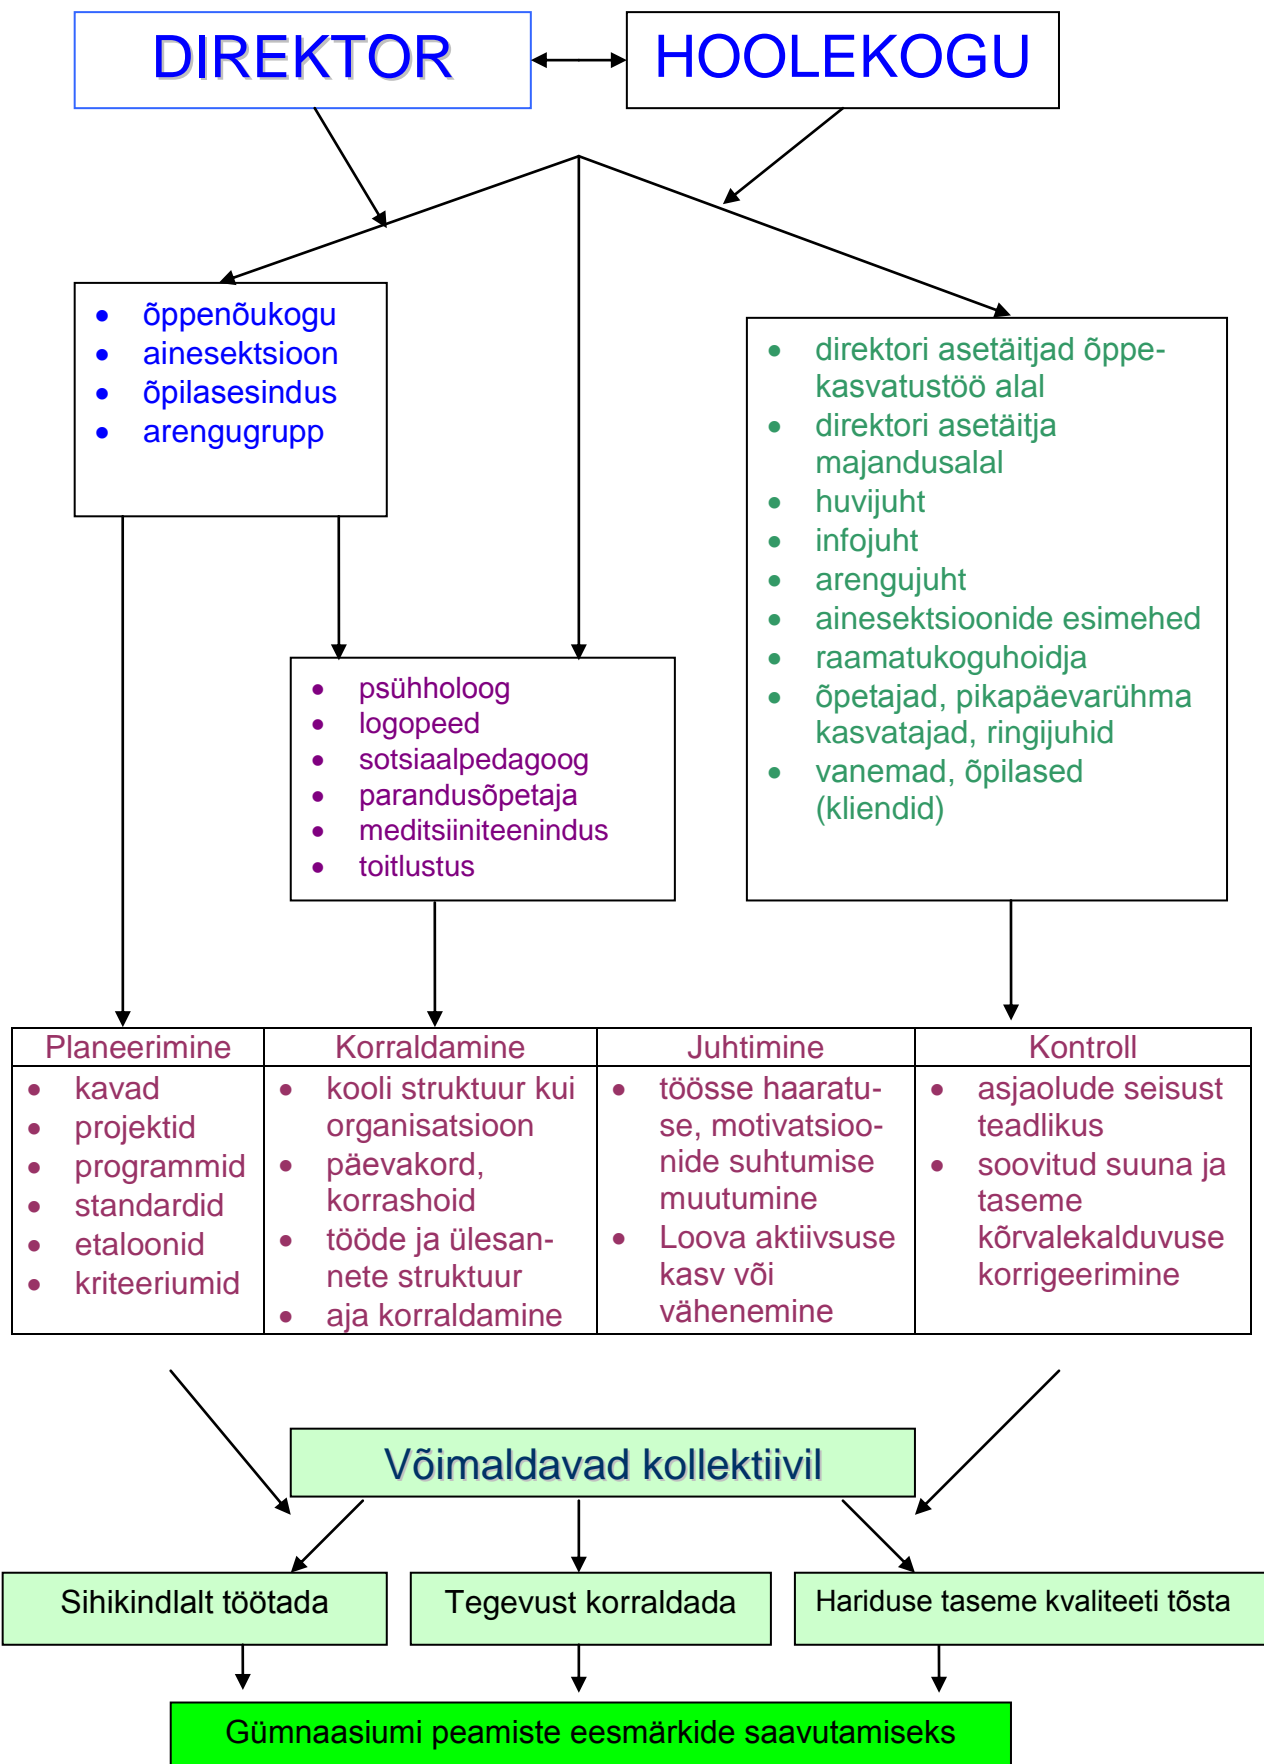 DIREKTOR
HOOLEKOGU
õppenõukogu
ainesektsioon
õpilasesindus
arengugrupp
direktori asetäitjad õppe-
kasvatustöö alal
direktori asetäitja
majandusalal
huvijuht
infojuht
arengujuht
ainesektsioonide esimehed
raamatukoguhoidja
õpetajad, pikapäevarühma
kasvatajad, ringijuhid
vanemad, õpilased
(kliendid)
psühholoog
logopeed
sotsiaalpedagoog
parandusõpetaja
meditsiiniteenindus
toitlustus
Planeerimine
kavad
projektid
programmid
standardid
etaloonid
kriteeriumid
Korraldamine
kooli struktuur kui
organisatsioon
päevakord,
korrashoid
tööde ja ülesan-
nete struktuur
aja korraldamine
Juhtimine
töösse haaratu-
se, motivatsioo-
nide suhtumise
muutumine
Loova aktiivsuse
kasv või
vähenemine
Kontroll
asjaolude seisust
teadlikus
soovitud suuna ja
taseme
kõrvalekalduvuse
korrigeerimine
Võimaldavad kollektiivil
Sihikindlalt töötada
Tegevust korraldada
Hariduse taseme kvaliteeti tõsta
Gümnaasiumi peamiste eesmärkide saavutamiseks